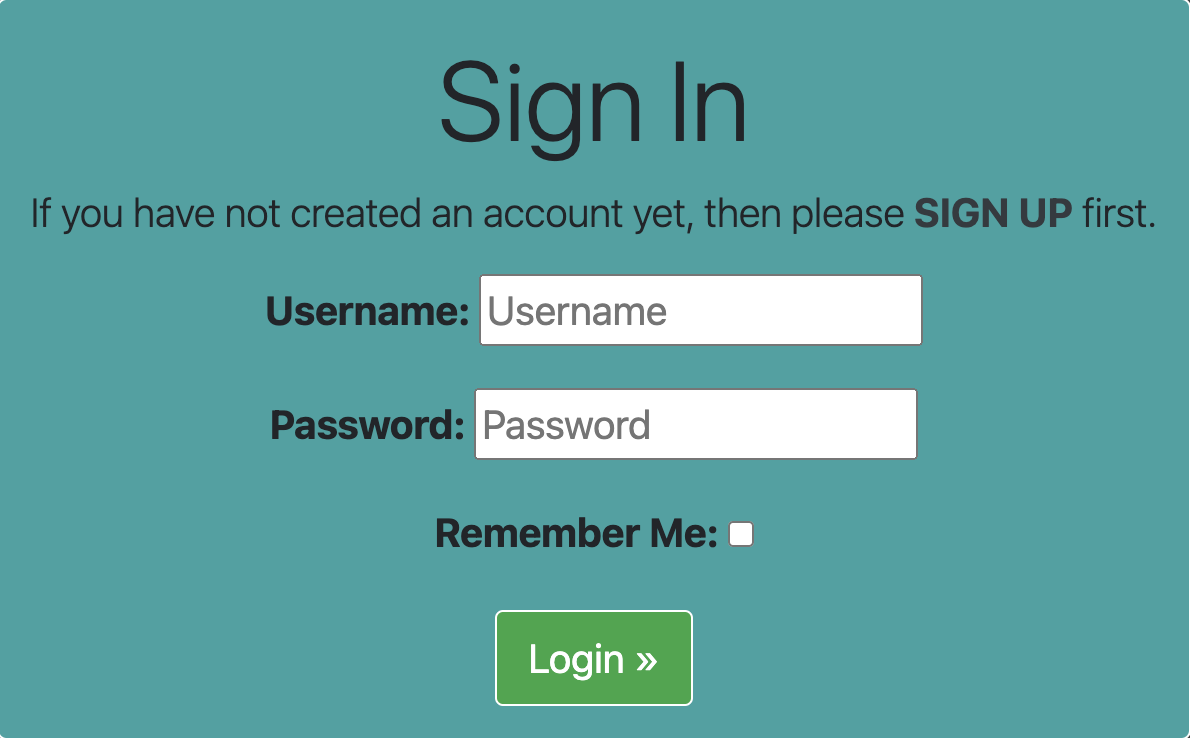 Sign In
If you have not created an account yet, then please SIGN UP first.
Username: Username
Password: Password
Remember Me:
Login »